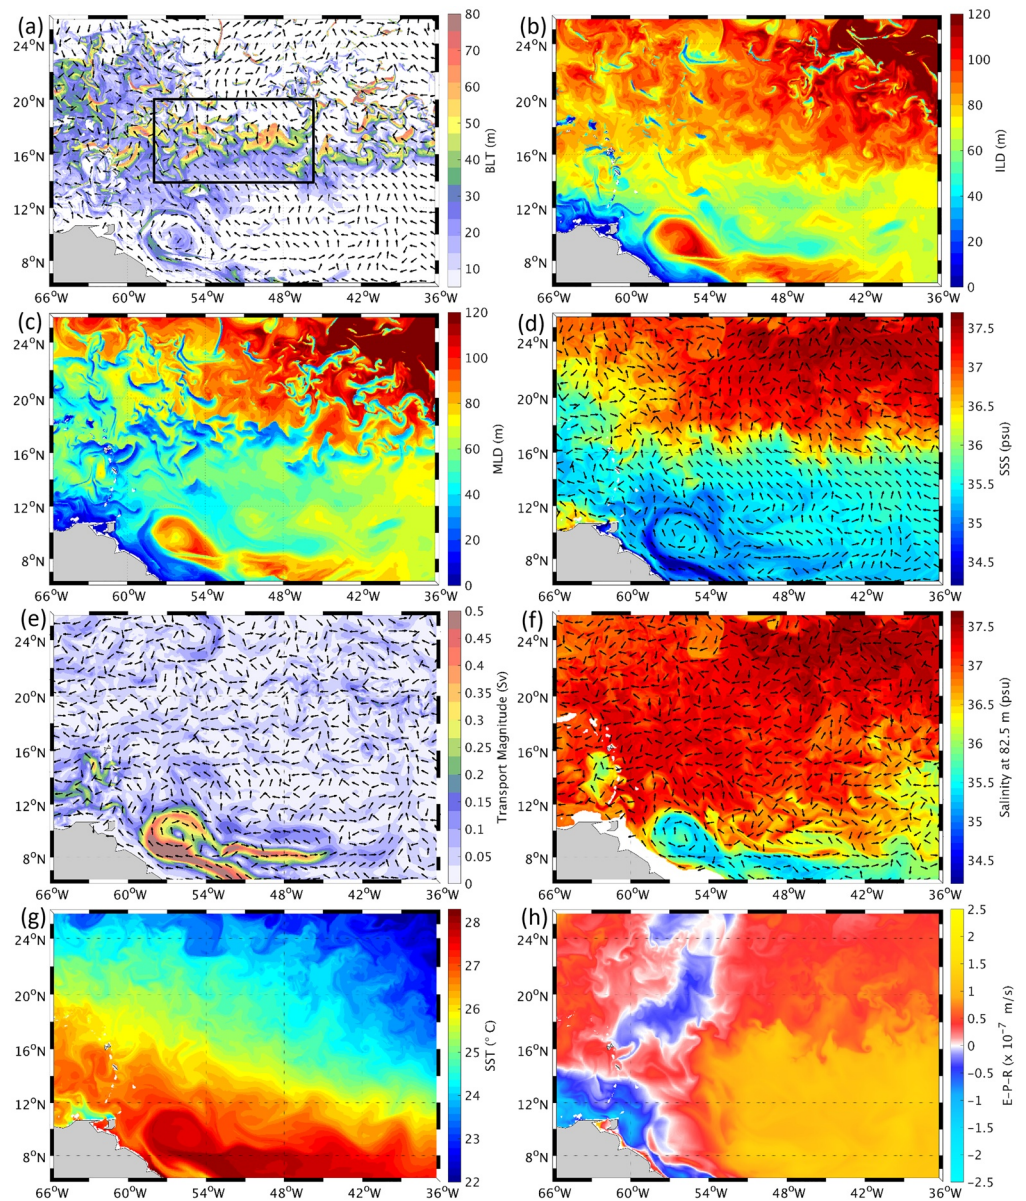 (a)
24°N
20°N
16°N
12°N
8°N
66°W 60°W 54°W 48°W 42°W 36°W
80
70
60
50
40
30
20
10
BLT (m)
(b)
24°N
20°N
16°N
12°N
8°N
66°W 60°W 54°W 48°W 42°W 36°W
120
100
80
60
40
20
0
ILD (m)
(c)
24°N
20°N
16°N
12°N
8°N
66°W 60°W 54°W 48°W 42°W 36°W
120
100
80
60
40
20
0
MLD (m)
(d)
24°N
20°N
16°N
12°N
8°N
66°W 60°W 54°W 48°W 42°W 36°W
37.5
37
36.5
36
35.5
35
34.5
SSS (psu)
(e)
24°N
20°N
16°N
12°N
8°N
66°W 60°W 54°W 48°W 42°W 36°W
0.5
0.45
0.4
0.35
0.3
0.25
0.2
0.15
0.1
0.05
0
Transport Magnitude (Sv)
(f)
24°N
20°N
16°N
12°N
8°N
66°W 60°W 54°W 48°W 42°W 36°W
37.5
37
36.5
36
35.5
35
34.5
Salinity at 82.5 m (psu)
(g)
24°N
20°N
16°N
12°N
8°N
66°W 60°W 54°W 48°W 42°W 36°W
28
27
26
25
24
23
22
SST (° C)
(h)
24°N
20°N
16°N
12°N
8°N
66°W 60°W 54°W 48°W 42°W 36°W
2.5
2
1.5
1
0.5
0
-0.5
-1
-1.5
-2
-2.5
E-P-R (x 10⁻⁷ m/s)